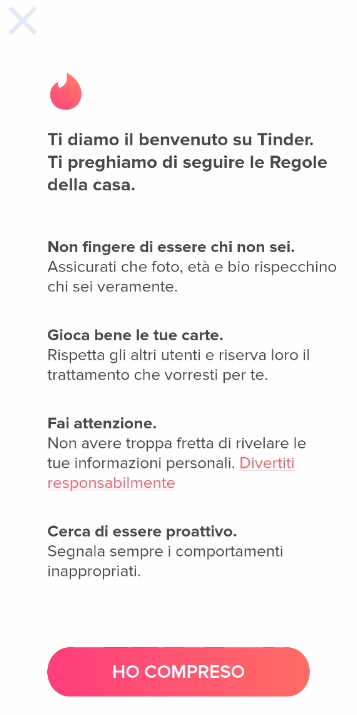 Ti diamo il benvenuto su Tinder.
Ti preghiamo di seguire le Regole
della casa.
Non fingere di essere chi non sei.
Assicurati che foto, età e bio rispecchino
chi sei veramente.
Gioca bene le tue carte.
Rispetta gli altri utenti e riserva loro il
trattamento che vorresti per te.
Fai attenzione.
Non avere troppa fretta di rivelare le
tue informazioni personali. Divertiti
responsabilmente
Cerca di essere proattivo.
Segnala sempre i comportamenti
inappropriati.
HO COMPRESO